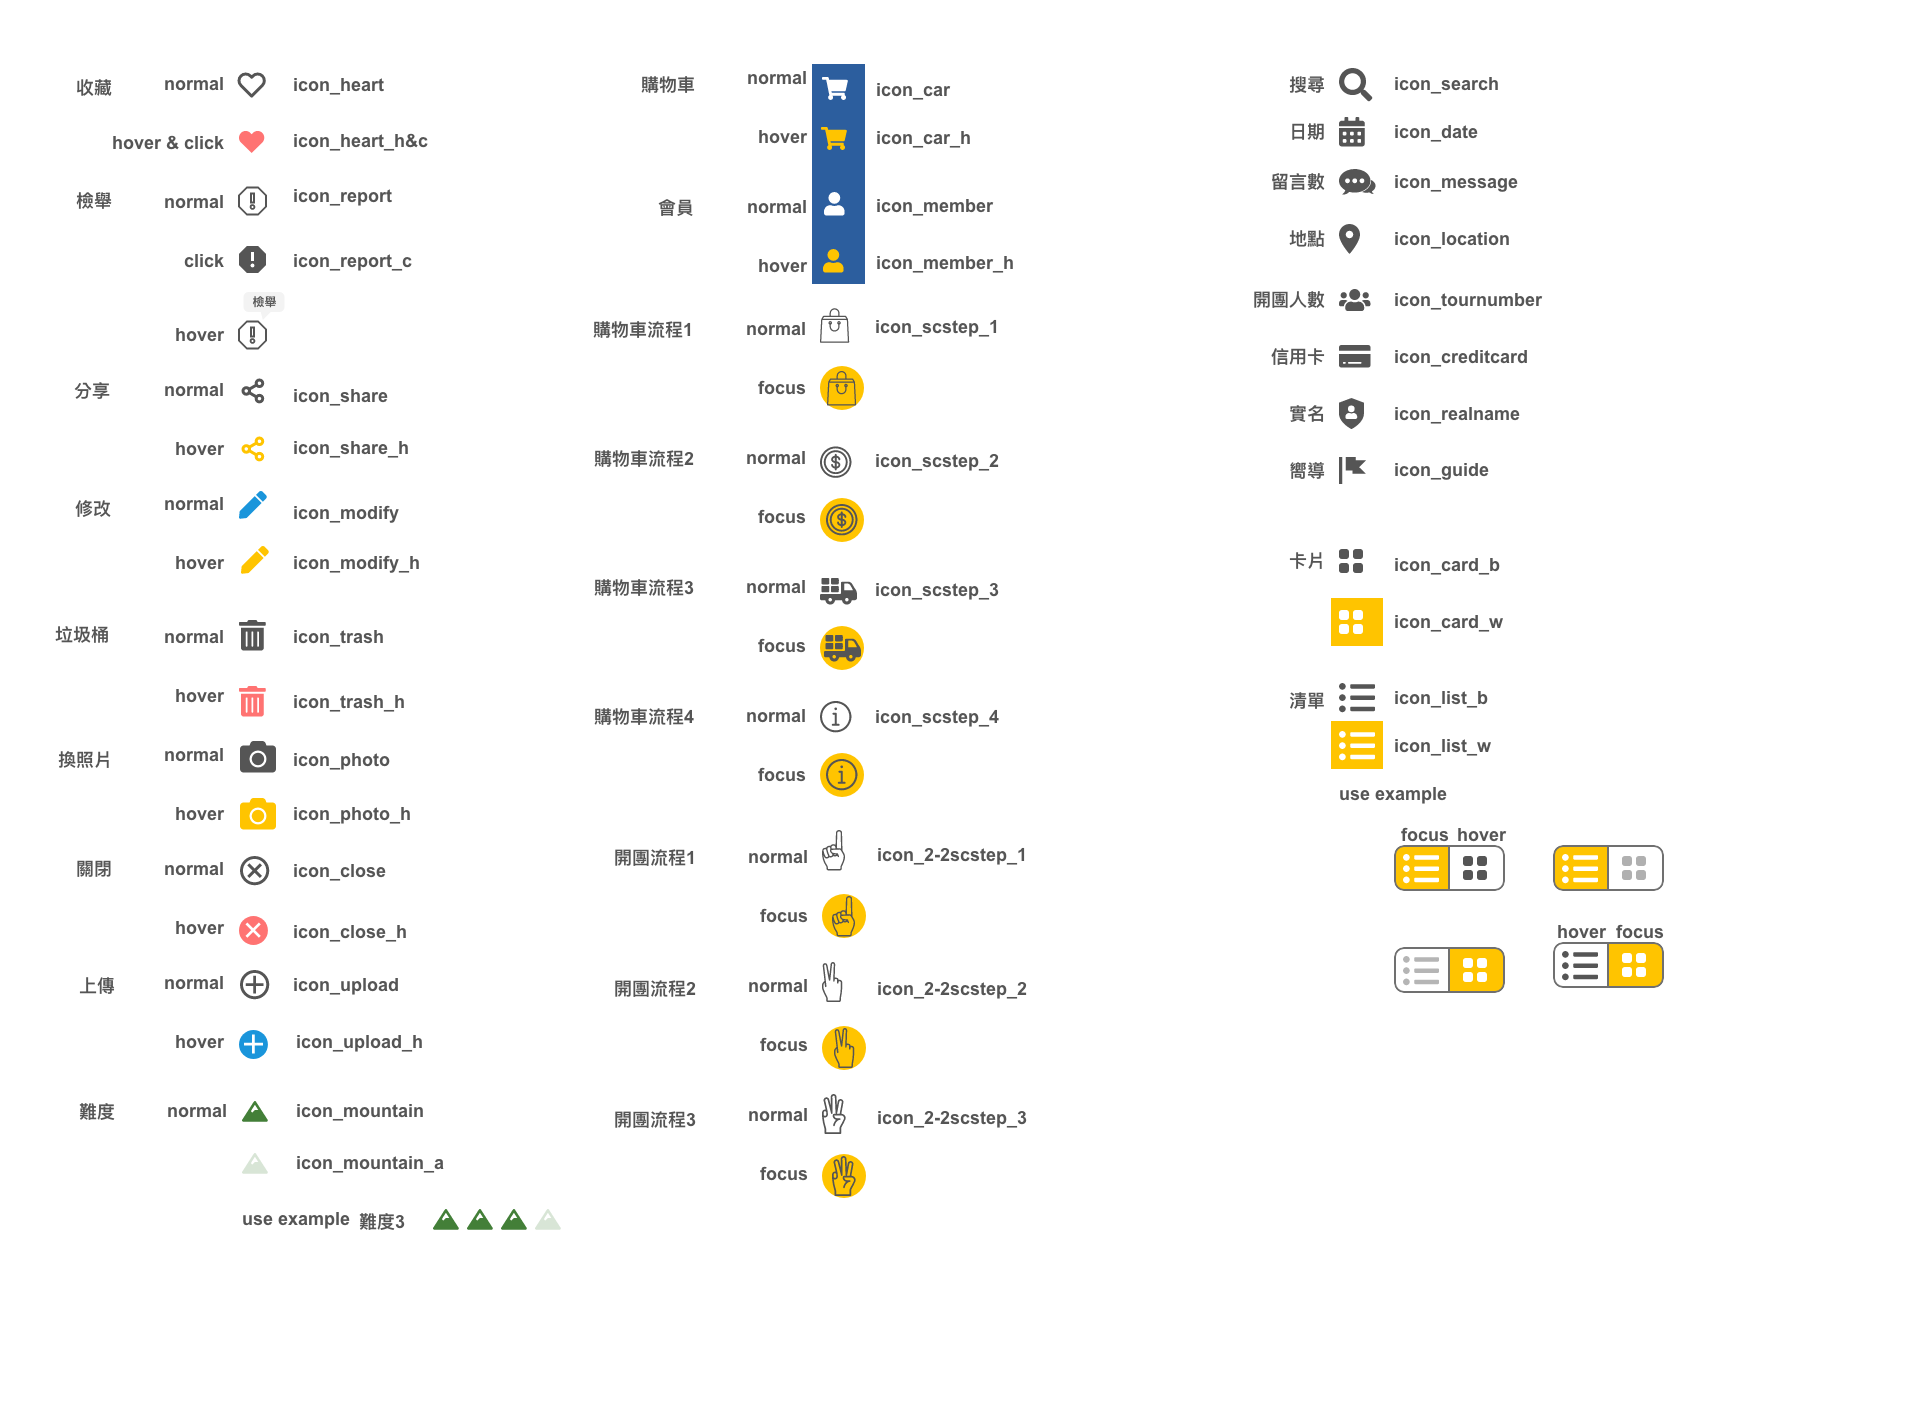 收藏 normal icon_heart
hover & click icon_heart_h&c
檢舉 normal icon_report
click icon_report_c
檢舉
hover
分享 normal icon_share
hover icon_share_h
修改 normal icon_modify
hover icon_modify_h
垃圾桶 normal icon_trash
hover icon_trash_h
換照片 normal icon_photo
hover icon_photo_h
關閉 normal icon_close
hover icon_close_h
上傳 normal icon_upload
hover icon_upload_h
難度 normal icon_mountain
icon_mountain_a
use example 難度3
購物車 normal icon_car
hover icon_car_h
會員 normal icon_member
hover icon_member_h
購物車流程1 normal icon_scstep_1
focus
購物車流程2 normal icon_scstep_2
focus
購物車流程3 normal icon_scstep_3
focus
購物車流程4 normal icon_scstep_4
focus
開團流程1 normal icon_2-2scstep_1
focus
開團流程2 normal icon_2-2scstep_2
focus
開團流程3 normal icon_2-2scstep_3
focus
搜尋 icon_search
日期 icon_date
留言數 icon_message
地點 icon_location
開團人數 icon_tournumber
信用卡 icon_creditcard
實名 icon_realname
嚮導 icon_guide
卡片 icon_card_b
icon_card_w
清單 icon_list_b
icon_list_w
use example
focus hover
hover focus